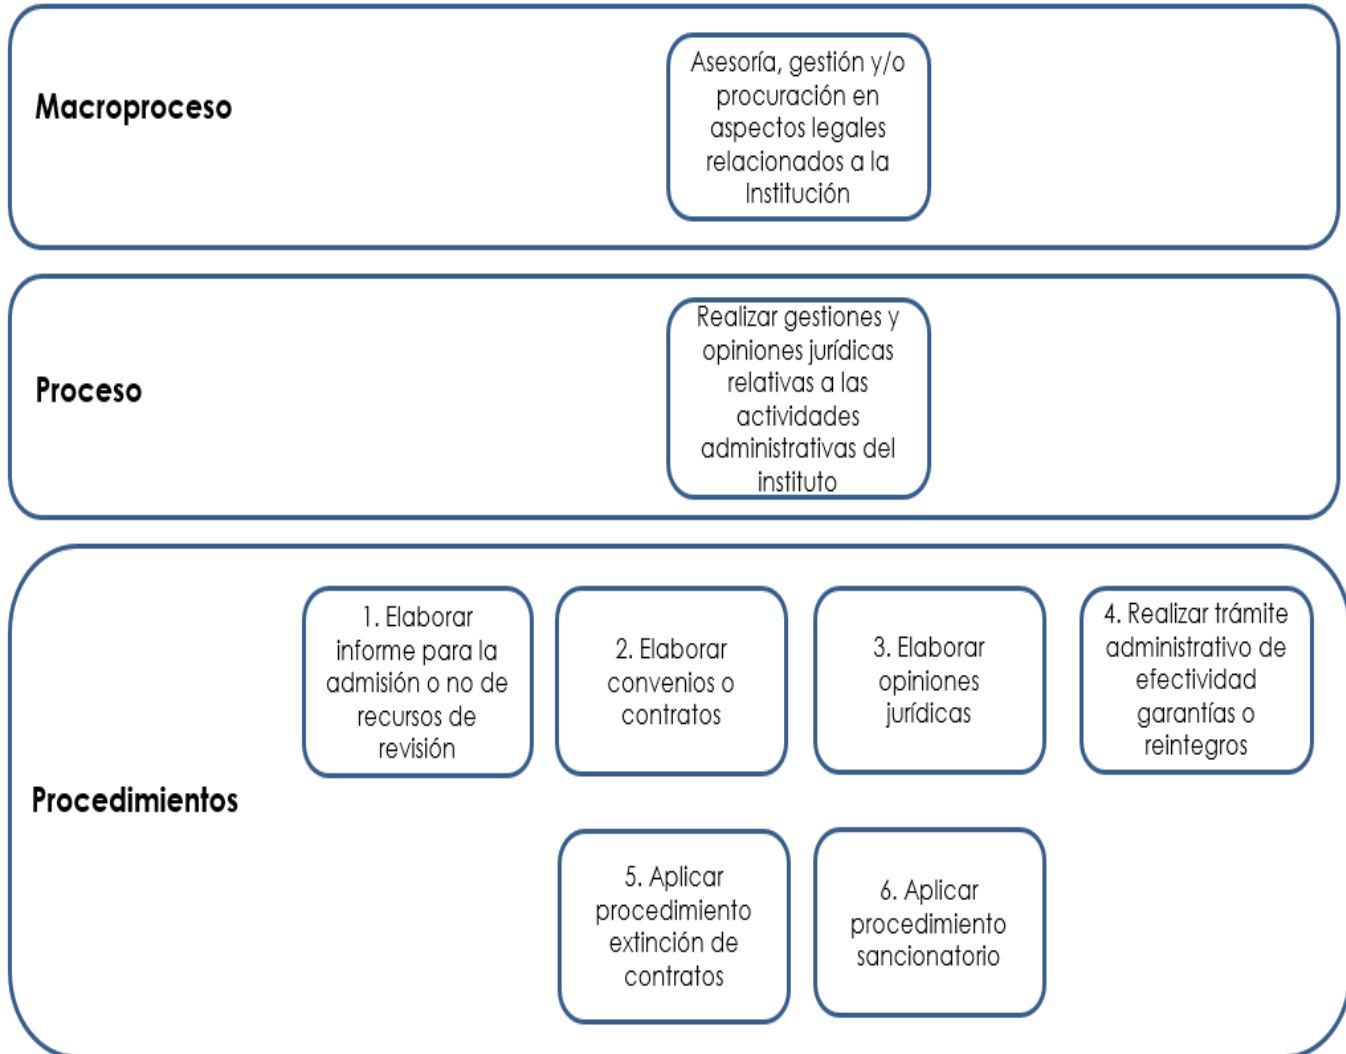 Macroproceso
Asesoría, gestión y/o
procuración en
aspectos legales
relacionados a la
Institución
Proceso
Realizar gestiones y
opiniones jurídicas
relativas a las
actividades
administrativas del
instituto
Procedimientos
1. Elaborar
informe para la
admisión o no de
recursos de
revisión
2. Elaborar
convenios o
contratos
3. Elaborar
opiniones
jurídicas
4. Realizar trámite
administrativo de
efectividad
garantías o
reintegros
5. Aplicar
procedimiento
extinción de
contratos
6. Aplicar
procedimiento
sancionatorio